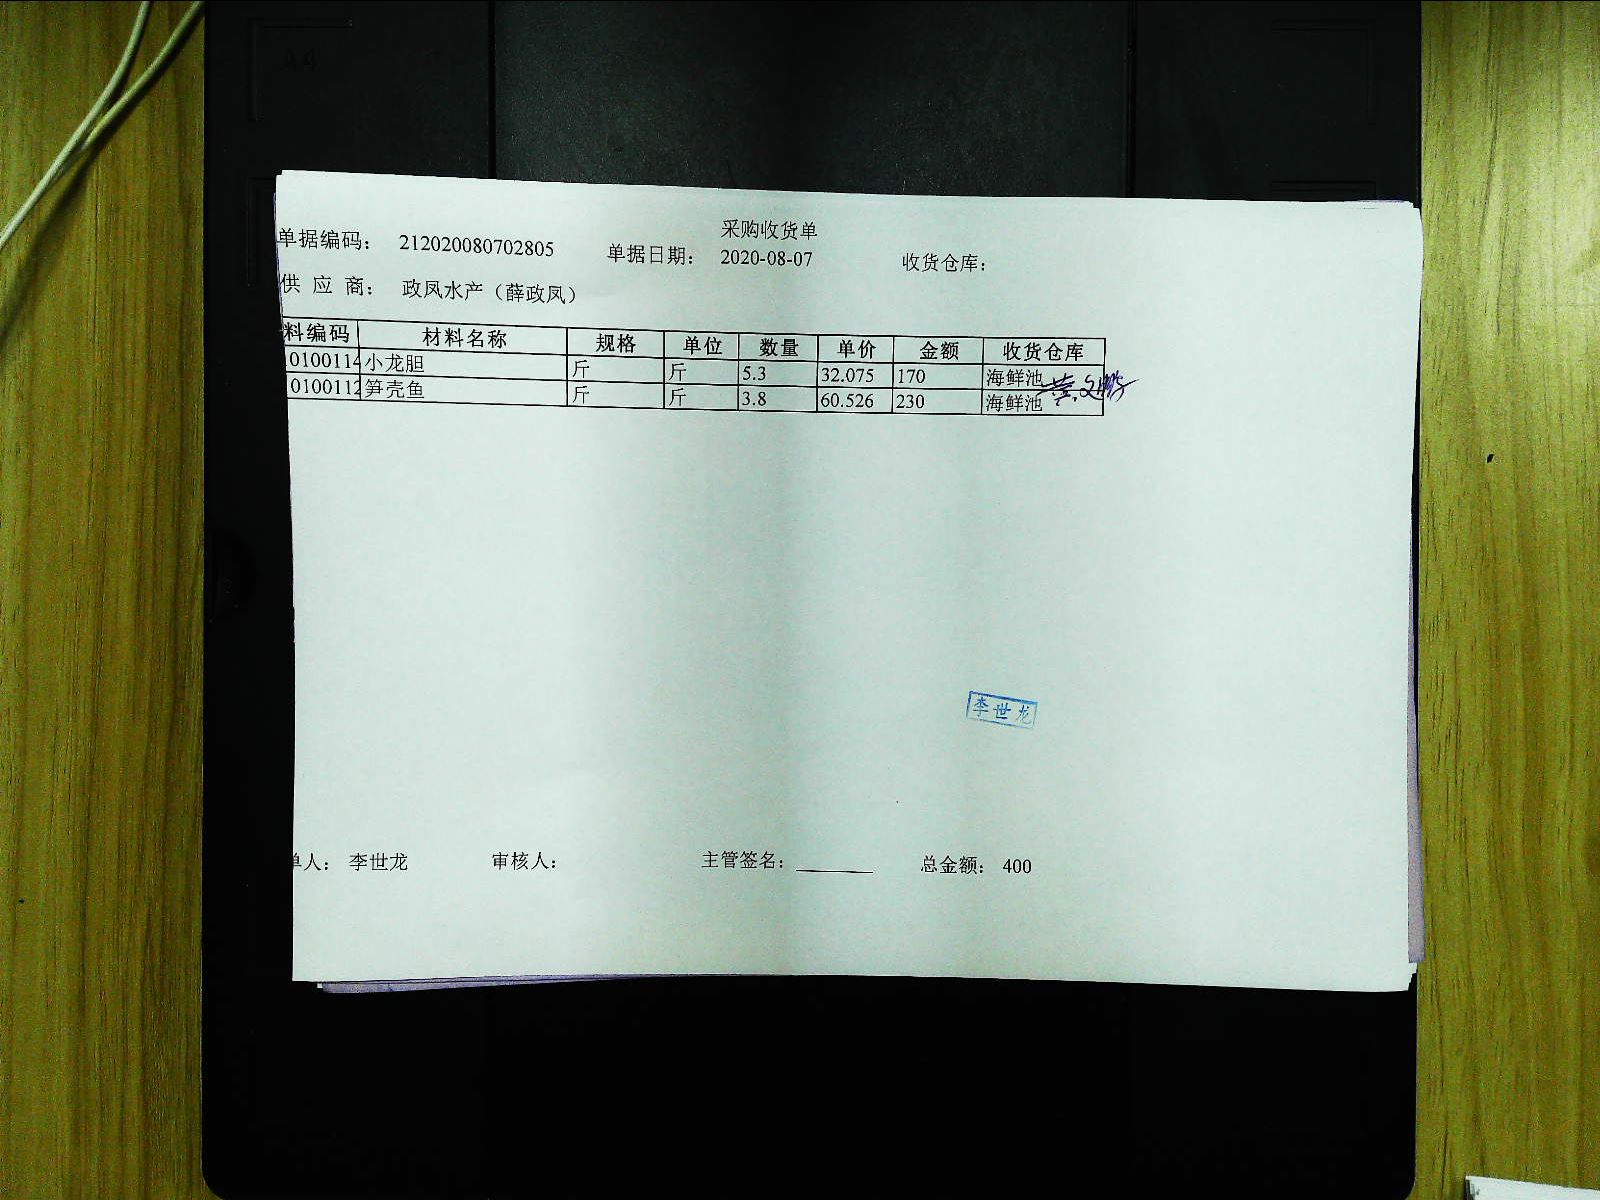 采购收货单
单据编码： 212020080702805 单据日期： 2020-08-07 收货仓库：
供 应 商： 政凤水产（薛政凤）
料编码 材料名称 规格 单位 数量 单价 金额 收货仓库
0100114 小龙胆 斤 斤 5.3 32.075 170 海鲜池
0100112 笋壳鱼 斤 斤 3.8 60.526 230 海鲜池
李世龙
单人： 李世龙 审核人： 主管签名： 总金额： 400